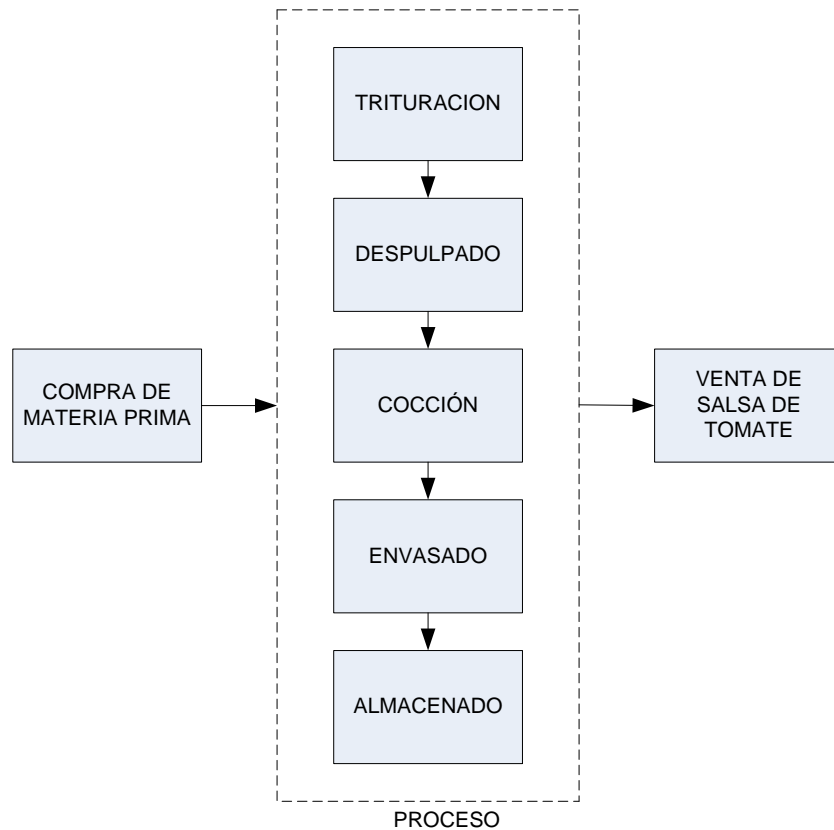 TRITURACION
DESPULPADO
COMPRA DE
MATERIA PRIMA
COCCIÓN
VENTA DE
SALSA DE
TOMATE
ENVASADO
ALMACENADO
PROCESO